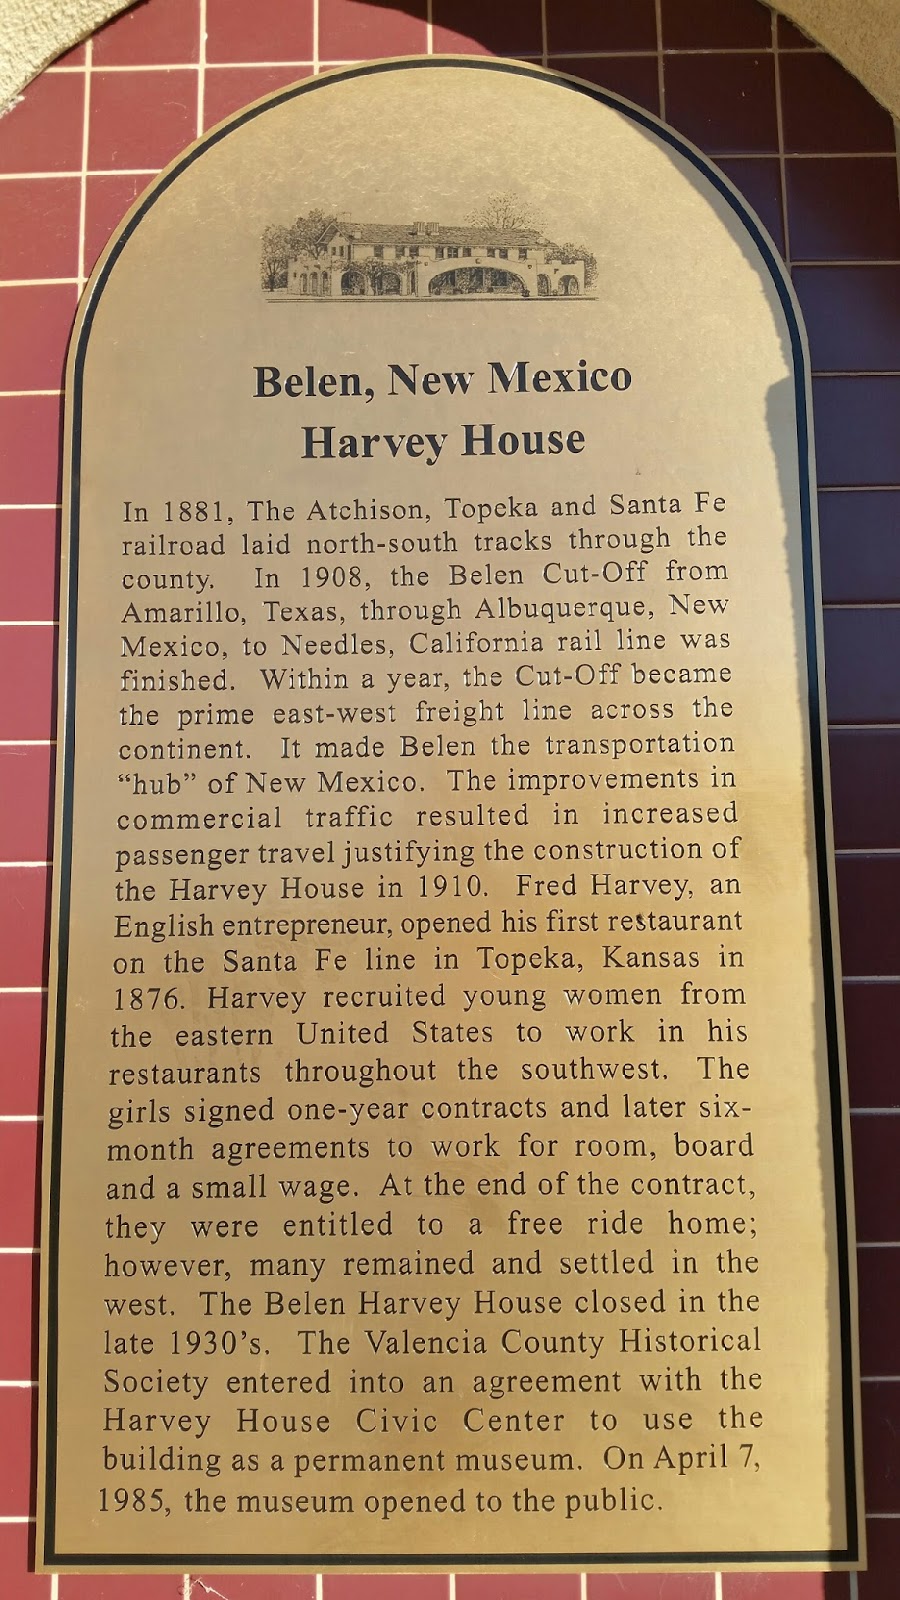 Belen, New Mexico
Harvey House
In 1881, The Atchison, Topeka and Santa Fe
railroad laid north-south tracks through the
county. In 1908, the Belen Cut-Off from
Amarillo, Texas, through Albuquerque, New
Mexico, to Needles, California rail line was
finished. Within a year, the Cut-Off became
the prime east-west freight line across the
continent. It made Belen the transportation
“hub” of New Mexico. The improvements in
commercial traffic resulted in increased
passenger travel justifying the construction of
the Harvey House in 1910. Fred Harvey, an
English entrepreneur, opened his first restaurant
on the Santa Fe line in Topeka, Kansas in
1876. Harvey recruited young women from
the eastern United States to work in his
restaurants throughout the southwest. The
girls signed one-year contracts and later six-
month agreements to work for room, board
and a small wage. At the end of the contract,
they were entitled to a free ride home;
however, many remained and settled in the
west. The Belen Harvey House closed in the
late 1930’s. The Valencia County Historical
Society entered into an agreement with the
Harvey House Civic Center to use the
building as a permanent museum. On April 7,
1985, the museum opened to the public.